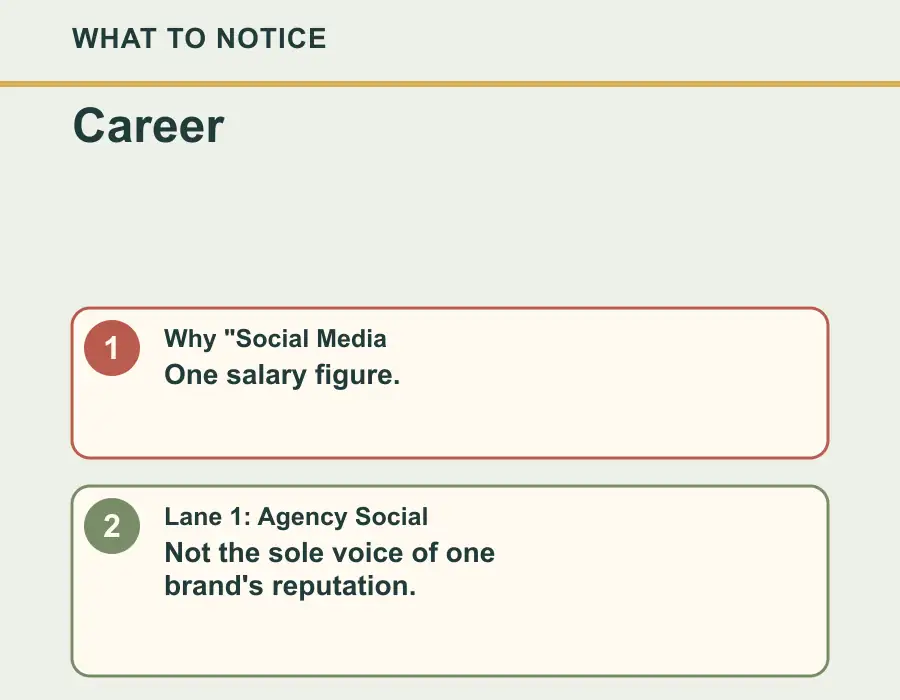 WHAT TO NOTICE
Career
1
Why "Social Media
One salary figure.
2
Lane 1: Agency Social
Not the sole voice of one
brand's reputation.